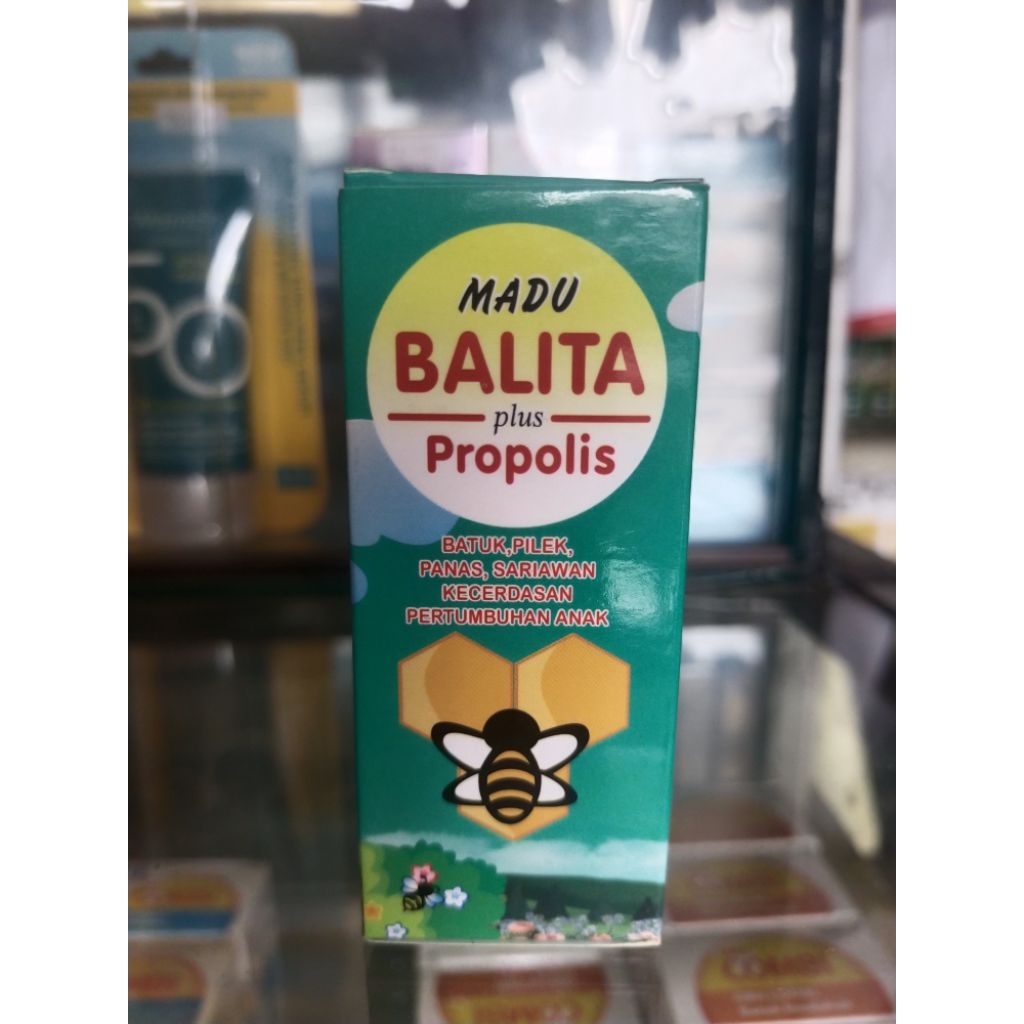 MADU
BALITA
plus
Propolis
BATUK,PILEK,
PANAS, SARIAWAN
KECERDASAN
PERTUMBUHAN ANAK